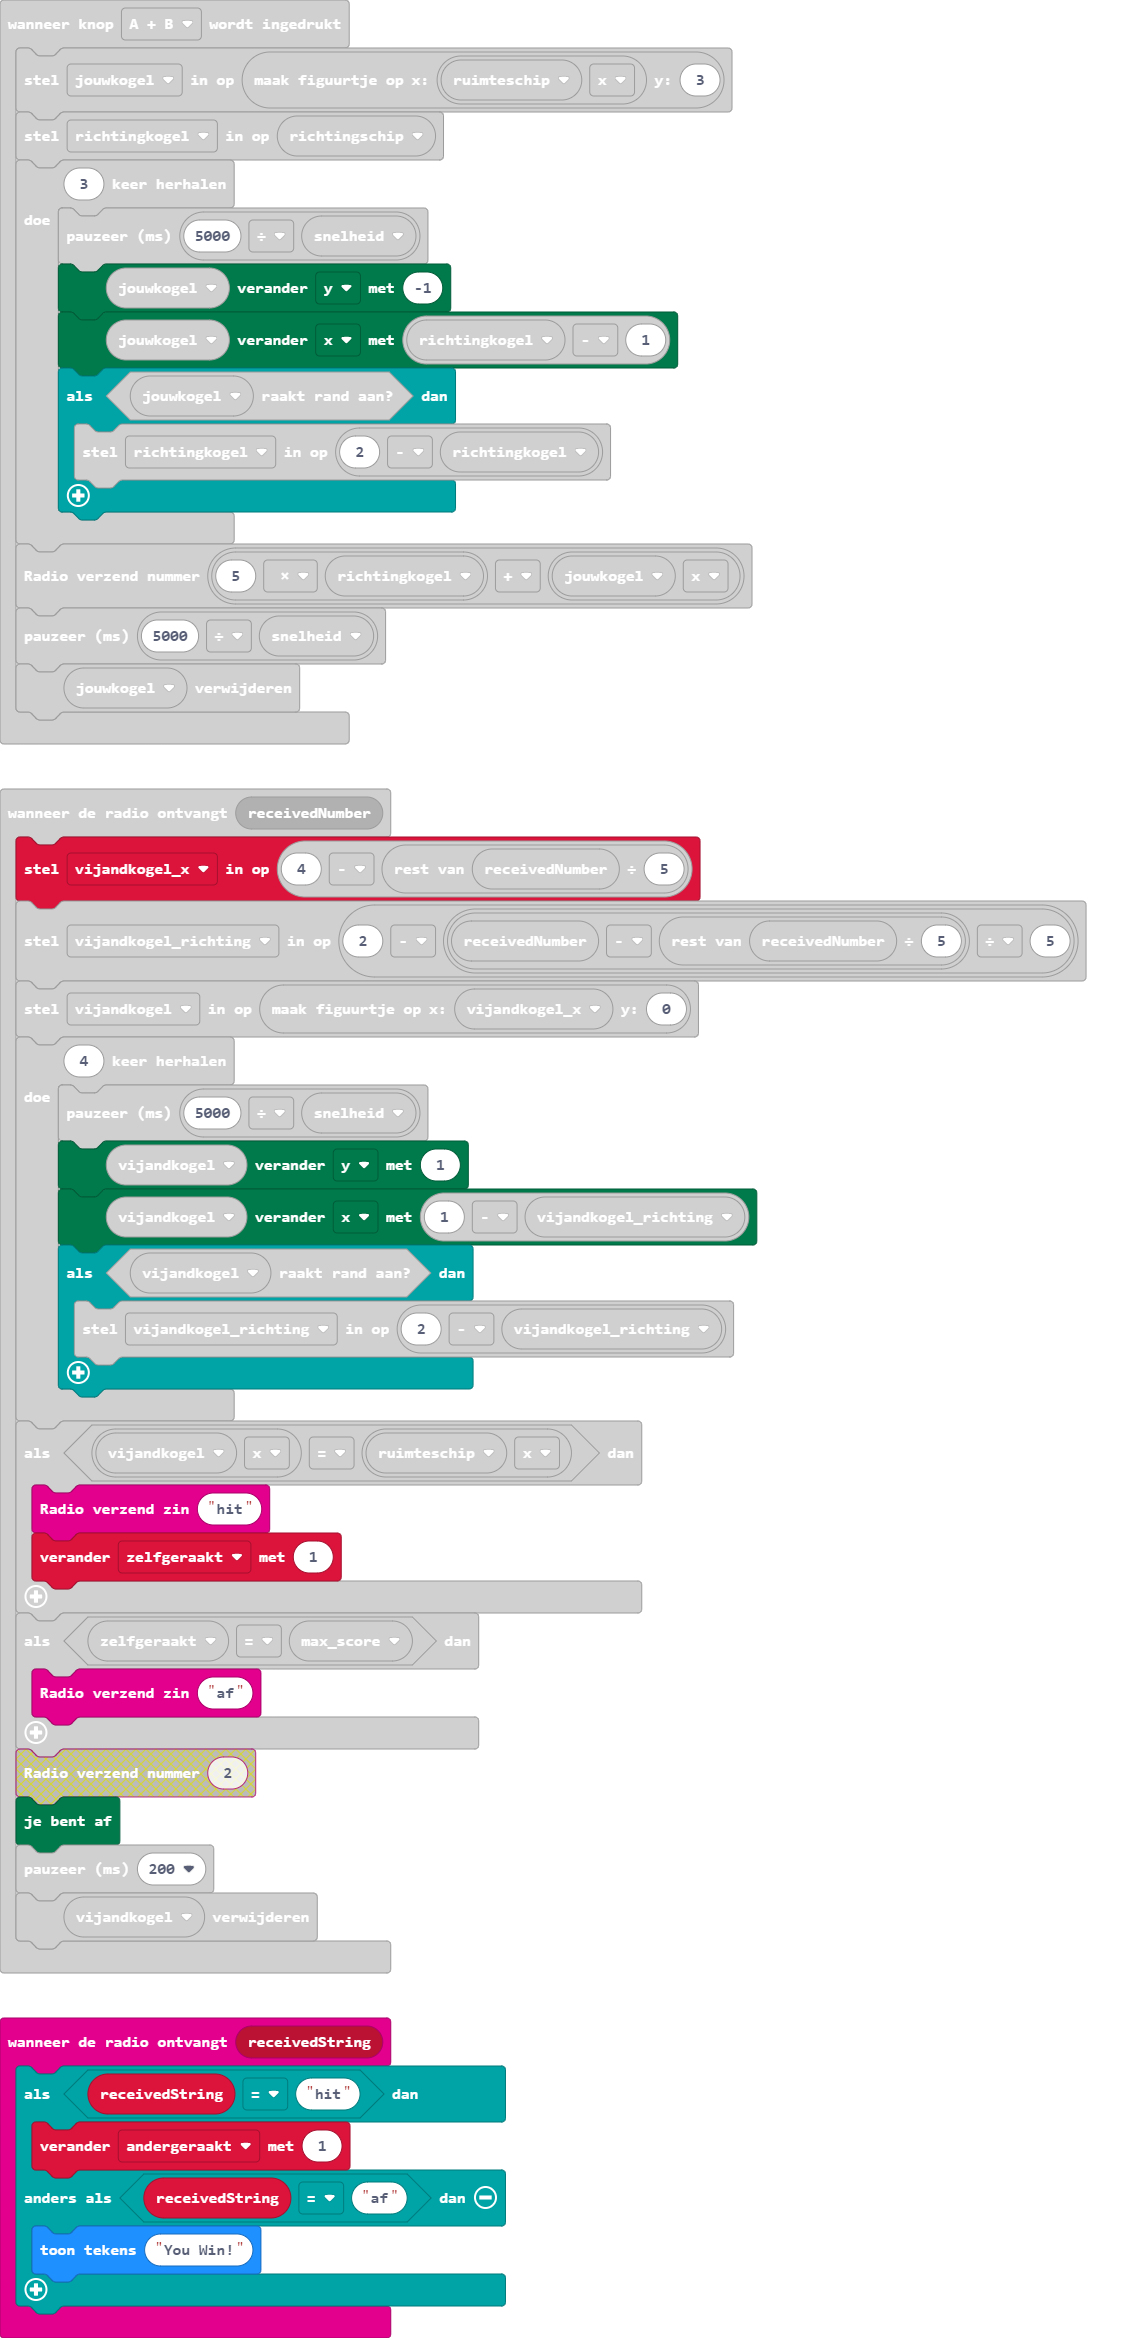 wanneer knop A + B wordt ingedrukt
stel jouwkogel in op maak figuurtje op x: ruimteschip x y: 3
stel richtingkogel in op richtingschip
3 keer herhalen
doe
pauzeer (ms) 5000 ÷ snelheid
jouwkogel verander y met -1
jouwkogel verander x met richtingkogel - 1
als jouwkogel raakt rand aan? dan
stel richtingkogel in op 2 - richtingkogel
Radio verzend nummer 5 × richtingkogel + jouwkogel x
pauzeer (ms) 5000 ÷ snelheid
jouwkogel verwijderen
wanneer de radio ontvangt receivedNumber
stel vijandkogel_x in op 4 - rest van receivedNumber ÷ 5
stel vijandkogel_richting in op 2 - receivedNumber - rest van receivedNumber ÷ 5 ÷ 5
stel vijandkogel in op maak figuurtje op x: vijandkogel_x y: 0
4 keer herhalen
doe
pauzeer (ms) 5000 ÷ snelheid
vijandkogel verander y met 1
vijandkogel verander x met 1 - vijandkogel_richting
als vijandkogel raakt rand aan? dan
stel vijandkogel_richting in op 2 - vijandkogel_richting
als vijandkogel x = ruimteschip x dan
Radio verzend zin "hit"
verander zelfgeraakt met 1
als zelfgeraakt = max_score dan
Radio verzend zin "af"
Radio verzend nummer 2
je bent af
pauzeer (ms) 200
vijandkogel verwijderen
wanneer de radio ontvangt receivedString
als receivedString = "hit" dan
verander andergeraakt met 1
anders als receivedString = "af" dan
toon tekens "You Win!"